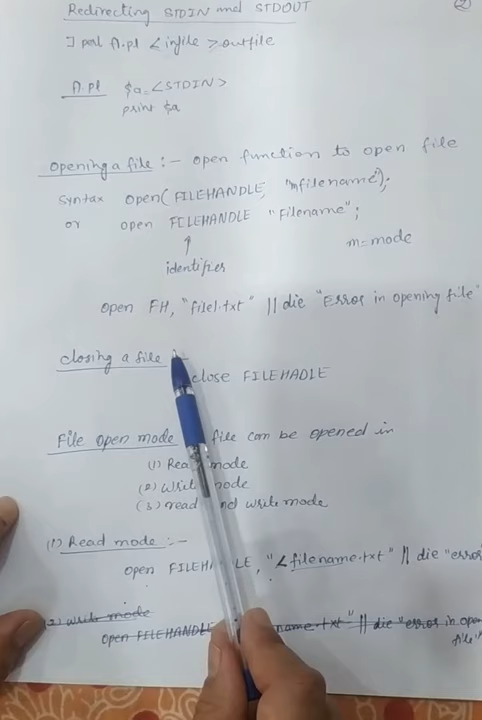 Redirecting STDIN and STDOUT
(2)
] perl A.pl < infile > outfile
A.pl $a = <STDIN>
print $a
Opening a file :- open function to open file
Syntax open( FILEHANDLE, "mfilename");
or open FILEHANDLE "Filename";
m = mode
identifier
open FH, "file1.txt" || die "Error in opening file"
closing a file
close FILEHADLE
File open mode file can be opened in
(1) Read mode
(2) write mode
(3) read and write mode
(1) Read mode :-
open FILEH LE, "<filename.txt" || die "error
(2) write mode
open FILEHANDL name.txt" || die "error in open
file"